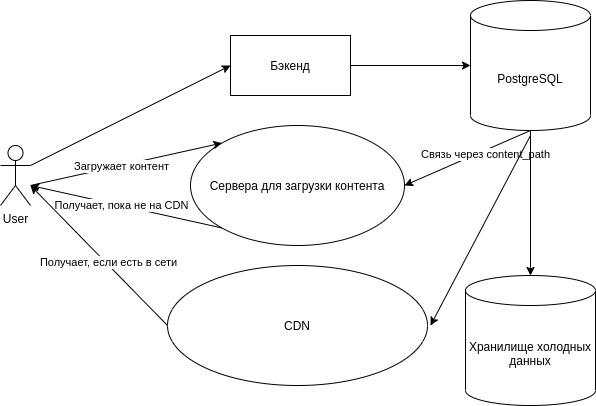 Бэкенд
PostgreSQL
Загружает контент
Связь через content_path
Сервера для загрузки контента
Получает, пока не на CDN
User
Получает, если есть в сети
CDN
Хранилище холодных
данных